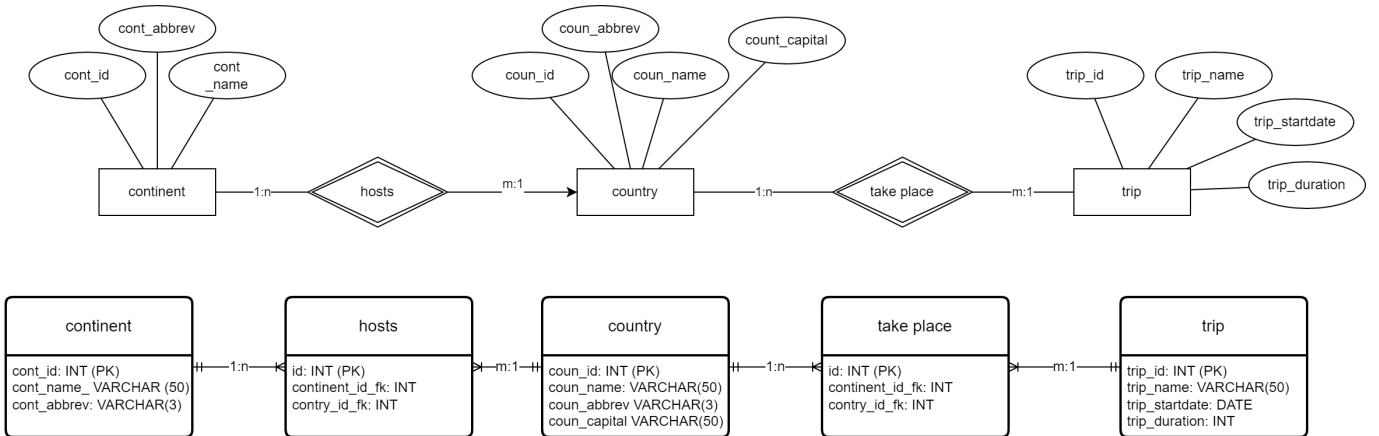 cont_abbrev
cont_id
cont
_name
continent
1:n
hosts
m:1
coun_abbrev
count_capital
coun_id
coun_name
country
1:n
take place
m:1
trip_id
trip_name
trip_startdate
trip_duration
trip
continent
cont_id: INT (PK)
cont_name_ VARCHAR (50)
cont_abbrev: VARCHAR(3)
1:n
hosts
id: INT (PK)
continent_id_fk: INT
contry_id_fk: INT
m:1
country
coun_id: INT (PK)
coun_name: VARCHAR(50)
coun_abbrev VARCHAR(3)
coun_capital VARCHAR(50)
1:n
take place
id: INT (PK)
continent_id_fk: INT
contry_id_fk: INT
m:1
trip
trip_id: INT (PK)
trip_name: VARCHAR(50)
trip_startdate: DATE
trip_duration: INT